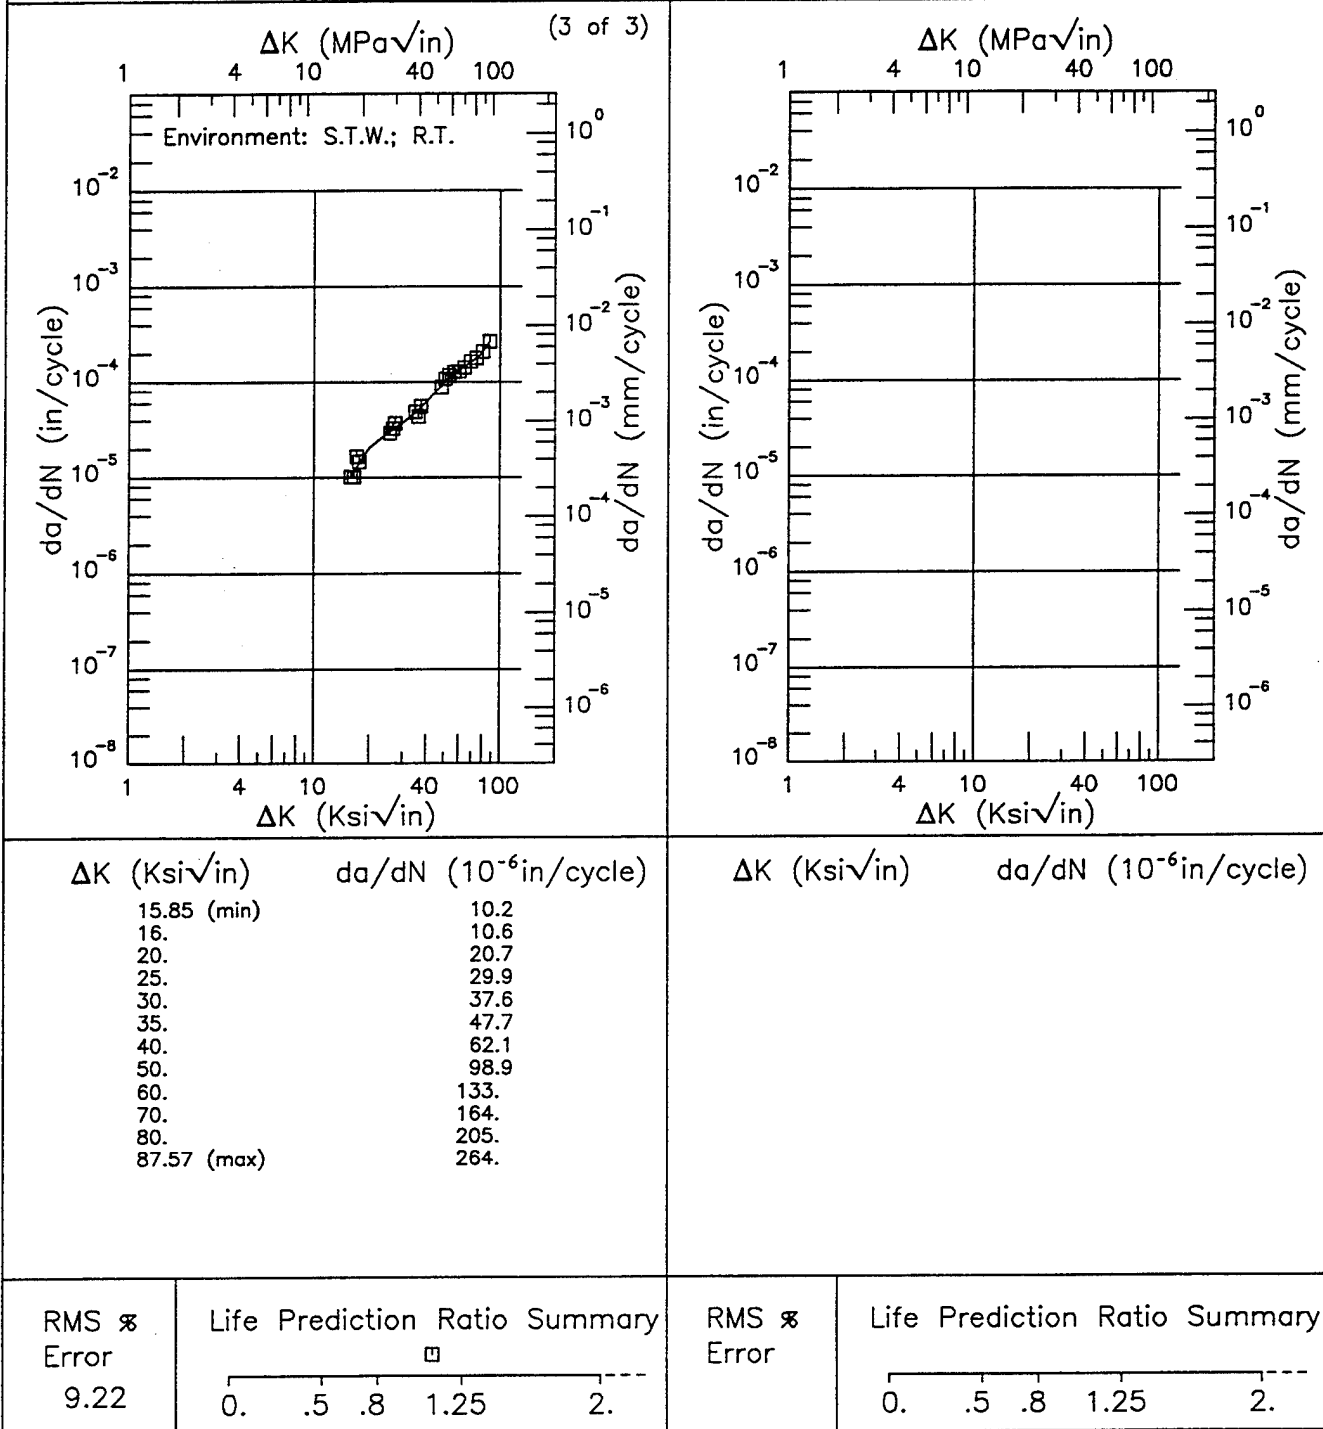 (3 of 3)
ΔK (MPa√in)
1 4 10 40 100
Environment: S.T.W.; R.T.
10⁻²
10⁻³
10⁻⁴
10⁻⁵
10⁻⁶
10⁻⁷
10⁻⁸
da/dN (in/cycle)
10⁰
10⁻¹
10⁻²
10⁻³
10⁻⁴
10⁻⁵
10⁻⁶
da/dN (mm/cycle)
1 4 10 40 100
ΔK (Ksi√in)
ΔK (MPa√in)
1 4 10 40 100
10⁻²
10⁻³
10⁻⁴
10⁻⁵
10⁻⁶
10⁻⁷
10⁻⁸
da/dN (in/cycle)
10⁰
10⁻¹
10⁻²
10⁻³
10⁻⁴
10⁻⁵
10⁻⁶
da/dN (mm/cycle)
1 4 10 40 100
ΔK (Ksi√in)
ΔK (Ksi√in) da/dN (10⁻⁶in/cycle)
15.85 (min) 10.2
16. 10.6
20. 20.7
25. 29.9
30. 37.6
35. 47.7
40. 62.1
50. 98.9
60. 133.
70. 164.
80. 205.
87.57 (max) 264.
ΔK (Ksi√in) da/dN (10⁻⁶in/cycle)
RMS %
Error
9.22
Life Prediction Ratio Summary
0. .5 .8 1.25 2.
RMS %
Error
Life Prediction Ratio Summary
0. .5 .8 1.25 2.